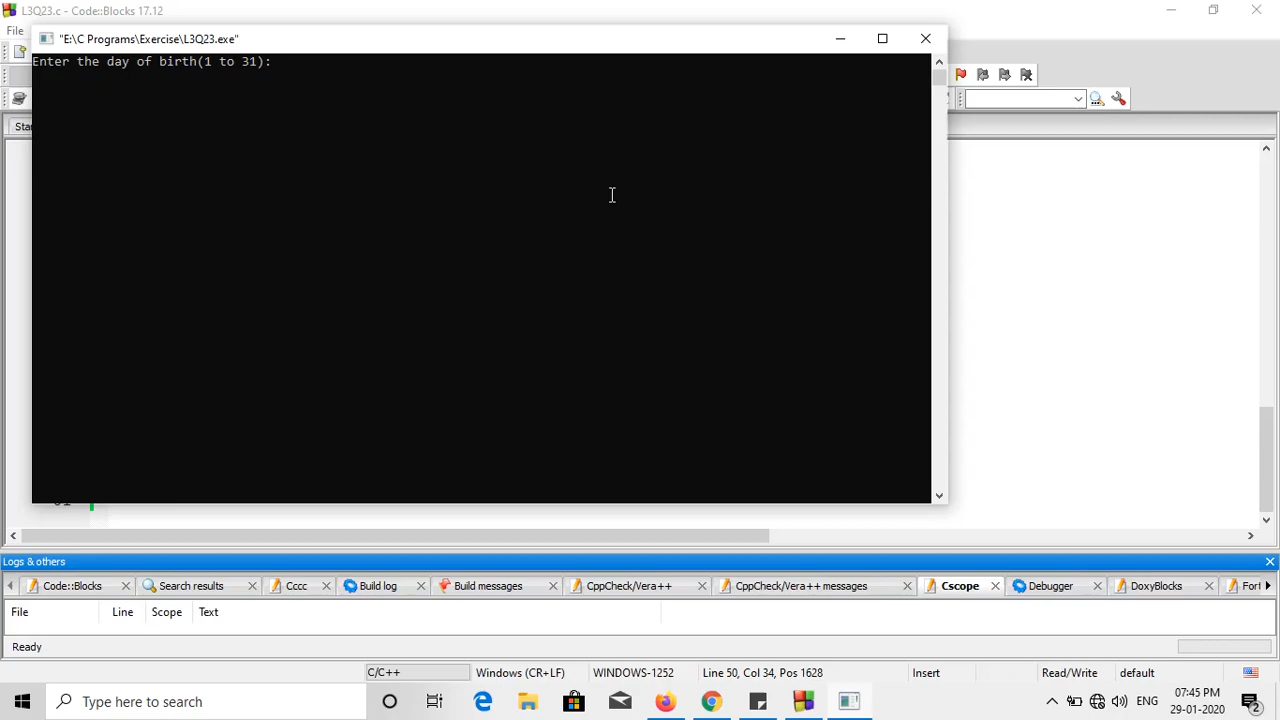 L3Q23.c - Code::Blocks 17.12
File
"E:\C Programs\Exercise\L3Q23.exe"
Enter the day of birth(1 to 31):
Logs & others
Code::Blocks Search results Cccc Build log Build messages CppCheck/Vera++ CppCheck/Vera++ messages Cscope Debugger DoxyBlocks
File Line Scope Text
Ready
C/C++ Windows (CR+LF) WINDOWS-1252 Line 50, Col 34, Pos 1628 Insert Read/Write default
Type here to search
ENG
07:45 PM
29-01-2020
2